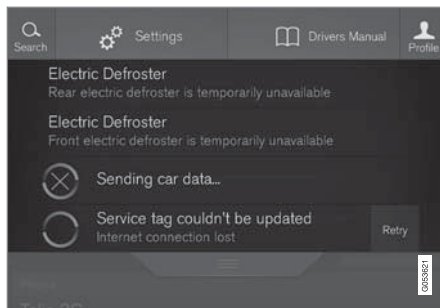 Search
Settings
Drivers Manual
Profile
Electric Defroster
Rear electric defroster is temporarily unavailable
Electric Defroster
Front electric defroster is temporarily unavailable
Sending car data...
Service tag couldn't be updated
Internet connection lost
Retry
G053621
Phone